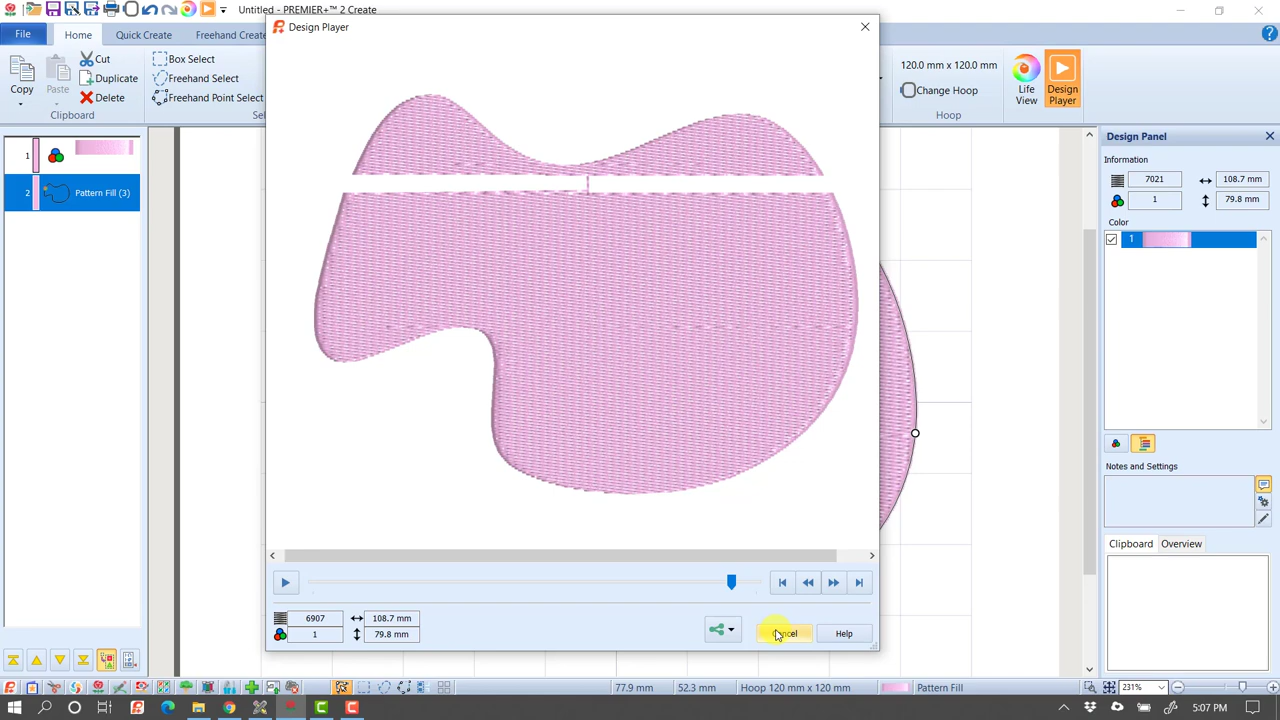 Untitled - PREMIER+™ 2 Create
File
Home
Quick Create
Freehand Create
Copy
Paste
Cut
Duplicate
Delete
Clipboard
Box Select
Freehand Select
Freehand Point Select
Design Player
120.0 mm x 120.0 mm
Change Hoop
Hoop
Life View
Design Player
1
2 Pattern Fill (3)
Design Panel
Information
7021 108.7 mm
1 79.8 mm
Color
1
Notes and Settings
Clipboard Overview
6907 108.7 mm
1 79.8 mm
Cancel
Help
77.9 mm 52.3 mm Hoop 120 mm x 120 mm Pattern Fill 231%
5:07 PM